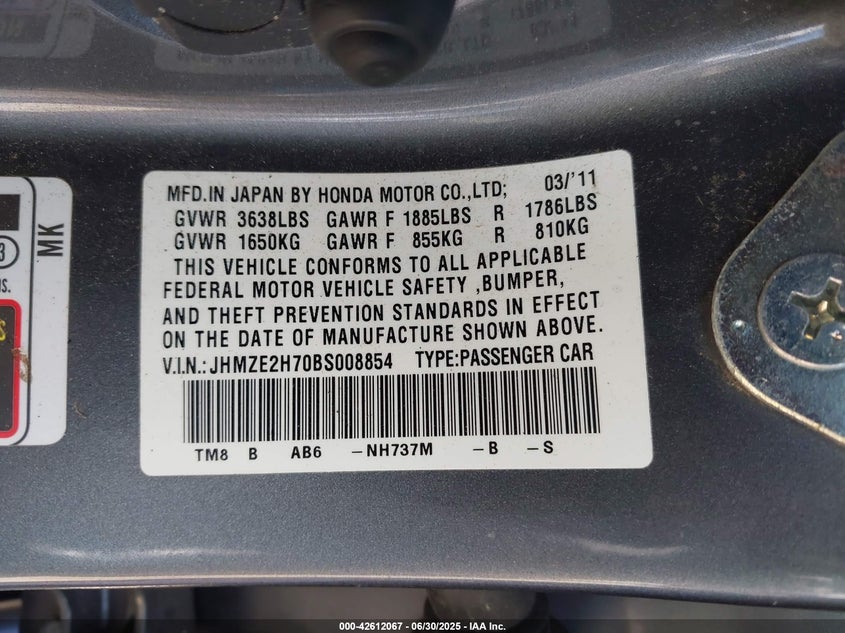 MFD.IN JAPAN BY HONDA MOTOR CO.,LTD; 03/'11
GVWR 3638LBS GAWR F 1885LBS R 1786LBS
GVWR 1650KG GAWR F 855KG R 810KG
THIS VEHICLE CONFORMS TO ALL APPLICABLE
FEDERAL MOTOR VEHICLE SAFETY ,BUMPER,
AND THEFT PREVENTION STANDARDS IN EFFECT
ON THE DATE OF MANUFACTURE SHOWN ABOVE.
V.I.N.:JHMZE2H70BS008854 TYPE:PASSENGER CAR
TM8 B AB6 -NH737M -B -S
MK
3
000-42612067 - 06/30/2025 - IAA Inc.